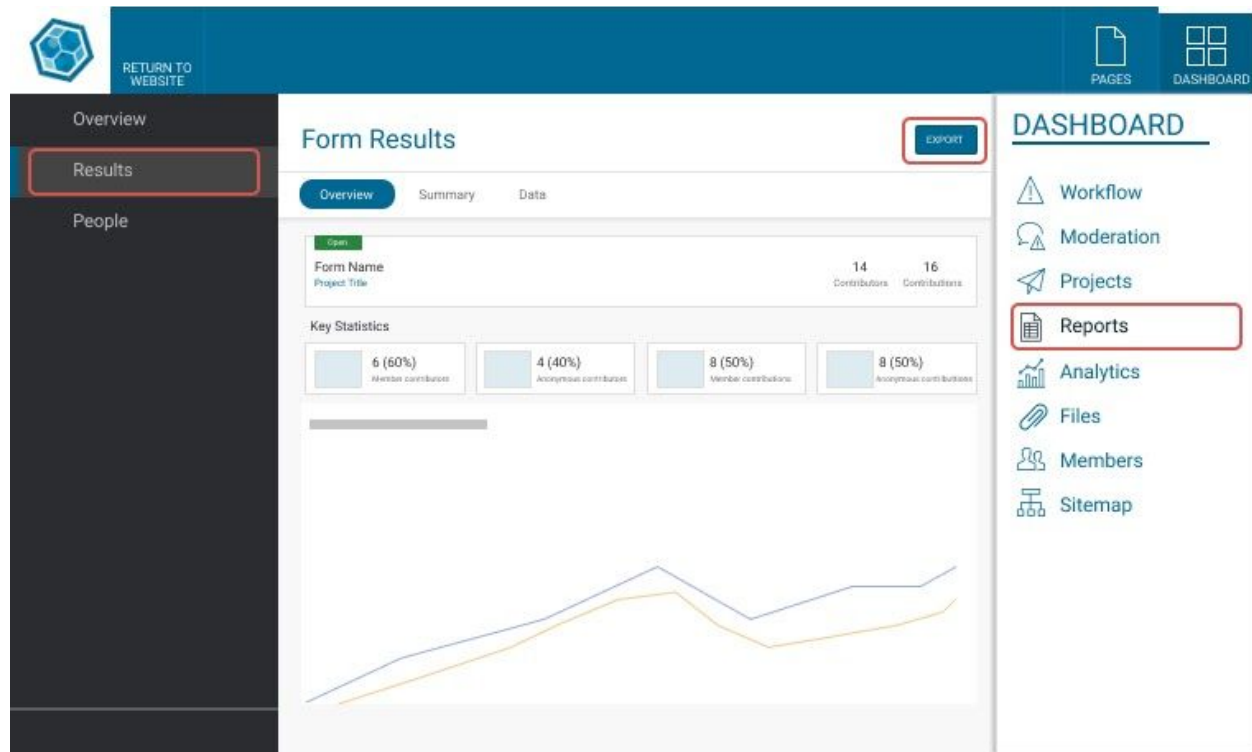 RETURN TO
WEBSITE
PAGES
DASHBOARD
Overview
Results
People
Form Results
EXPORT
Overview
Summary
Data
Open
Form Name
Project Title
14
Contributors
16
Contributions
Key Statistics
6 (60%)
Member contributors
4 (40%)
Anonymous contributors
8 (50%)
Member contributions
8 (50%)
Anonymous contributions
DASHBOARD
Workflow
Moderation
Projects
Reports
Analytics
Files
Members
Sitemap